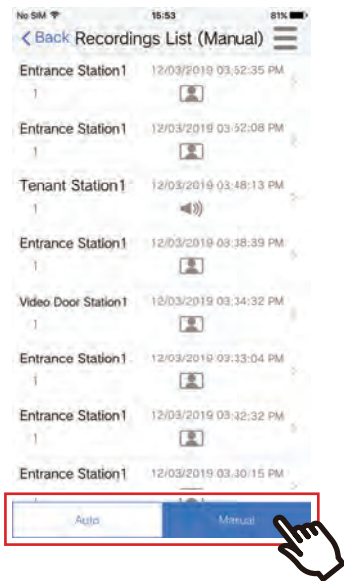 No SIM 15:53 81%
Back Recordings List (Manual)
Entrance Station1 12/03/2019 03:52:35 PM
1
Entrance Station1 12/03/2019 03:52:08 PM
1
Tenant Station1 12/03/2019 03:48:13 PM
1
Entrance Station1 12/03/2019 03:38:39 PM
1
Video Door Station1 12/03/2019 03:34:32 PM
1
Entrance Station1 12/03/2019 03:33:04 PM
1
Entrance Station1 12/03/2019 03:32:32 PM
1
Entrance Station1 12/03/2019 03:30:15 PM
Auto Manual